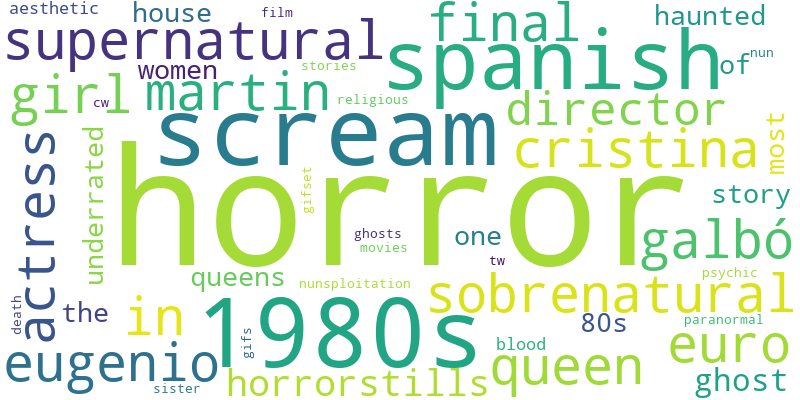 aesthetic
house
film
final
haunted
supernatural
spanish
of
nun
women
stories
girl
cw
martin
religious
director
scream
cristina
most
actress
underrated
horror
gifset
story
ghosts
movies
one
galbó
tw
queens
nunsploitation
psychic
sobrenatural
death
the
in
1980s
80s
paranormal
eugenio
gifs
blood
queen
euro
sister
horrorstills
ghost